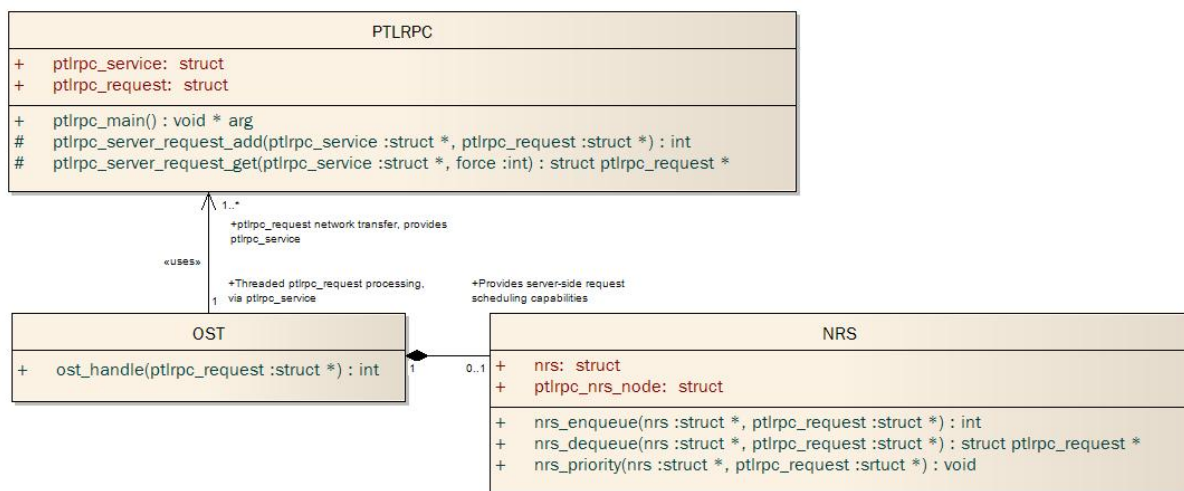 PTLRPC
+ ptlrpc_service: struct
+ ptlrpc_request: struct
+ ptlrpc_main() : void * arg
# ptlrpc_server_request_add(ptlrpc_service :struct *, ptlrpc_request :struct *) : int
# ptlrpc_server_request_get(ptlrpc_service :struct *, force :int) : struct ptlrpc_request *
1..*
+ptlrpc_request network transfer, provides
ptlrpc_service
«uses»
+Threaded ptlrpc_request processing,
via ptlrpc_service
1
+Provides server-side request
scheduling capabilities
OST
+ ost_handle(ptlrpc_request :struct *) : int
1
0..1
NRS
+ nrs: struct
+ ptlrpc_nrs_node: struct
+ nrs_enqueue(nrs :struct *, ptlrpc_request :struct *) : int
+ nrs_dequeue(nrs :struct *, ptlrpc_request :struct *) : struct ptlrpc_request *
+ nrs_priority(nrs :struct *, ptlrpc_request :srtuct *) : void